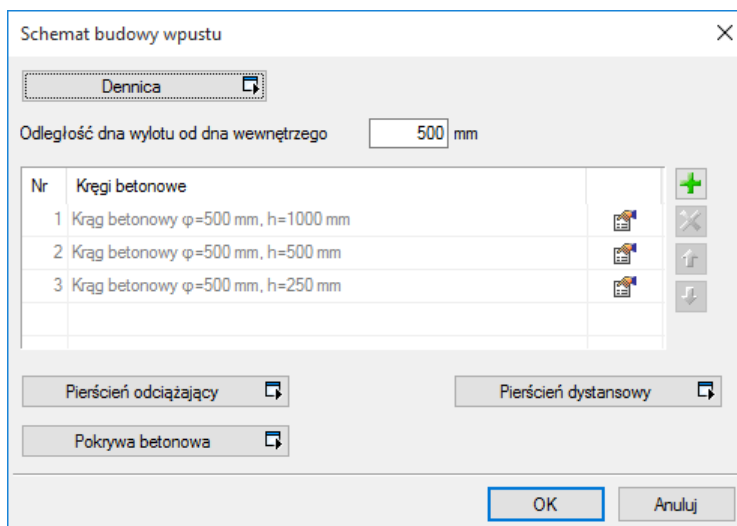 Schemat budowy wpustu
Dennica
Odległość dna wylotu od dna wewnętrzego 500 mm
Nr Kręgi betonowe
1 Krąg betonowy φ=500 mm, h=1000 mm
2 Krąg betonowy φ=500 mm, h=500 mm
3 Krąg betonowy φ=500 mm, h=250 mm
Pierścień odciążający Pierścień dystansowy
Pokrywa betonowa
OK Anuluj